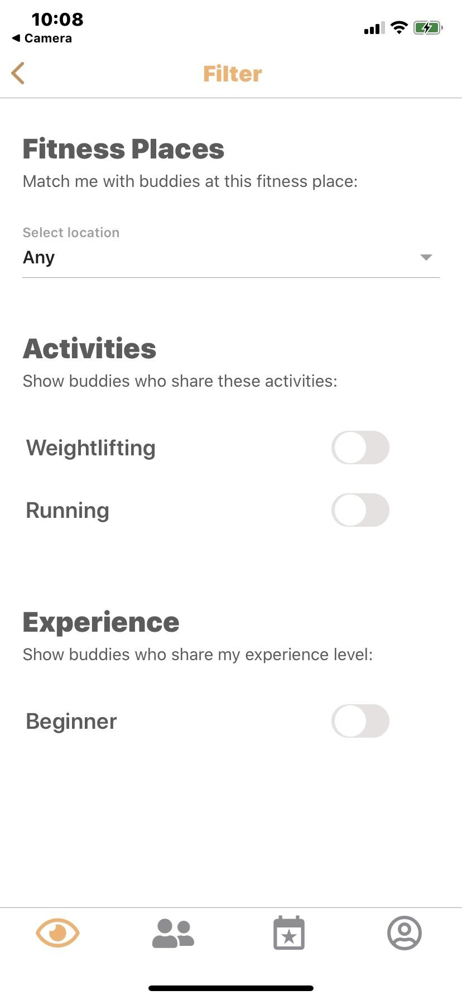 10:08
◀ Camera
Filter
Fitness Places
Match me with buddies at this fitness place:
Select location
Any
Activities
Show buddies who share these activities:
Weightlifting
Running
Experience
Show buddies who share my experience level:
Beginner